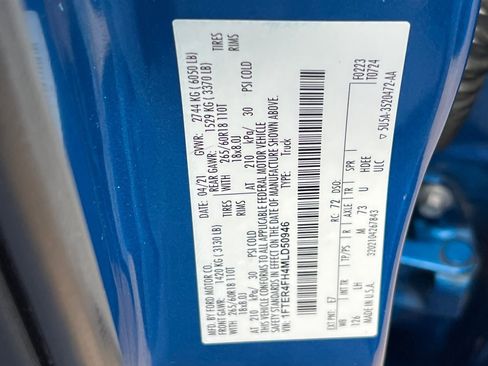 MFD. BY FORD MOTOR CO.
DATE: 04/21
GVWR: 2744 KG ( 6050 LB)
FRONT GAWR: 1420 KG ( 3130 LB)
REAR GAWR: 1529 KG ( 3370 LB)
265/60R18 110T TIRES
265/60R18 110T TIRES
18x8.0J RIMS
18x8.0J RIMS
AT 210 kPa/ 30 PSI COLD
AT 210 kPa/ 30 PSI COLD
THIS VEHICLE CONFORMS TO ALL APPLICABLE FEDERAL MOTOR VEHICLE
SAFETY STANDARDS IN EFFECT ON THE DATE OF MANUFACTURE SHOWN ABOVE.
VIN: 1FTER4FH4MLD50946
TYPE: Truck
F0223
T0724
EXT PNT: E7
RC: 72 DSO:
WB INT TR TP/PS R AXLE TR SPR
126 LH M 73 U HDEE
ULC
MADE IN U.S.A.
3202104267843
5U5A-3520472-AA